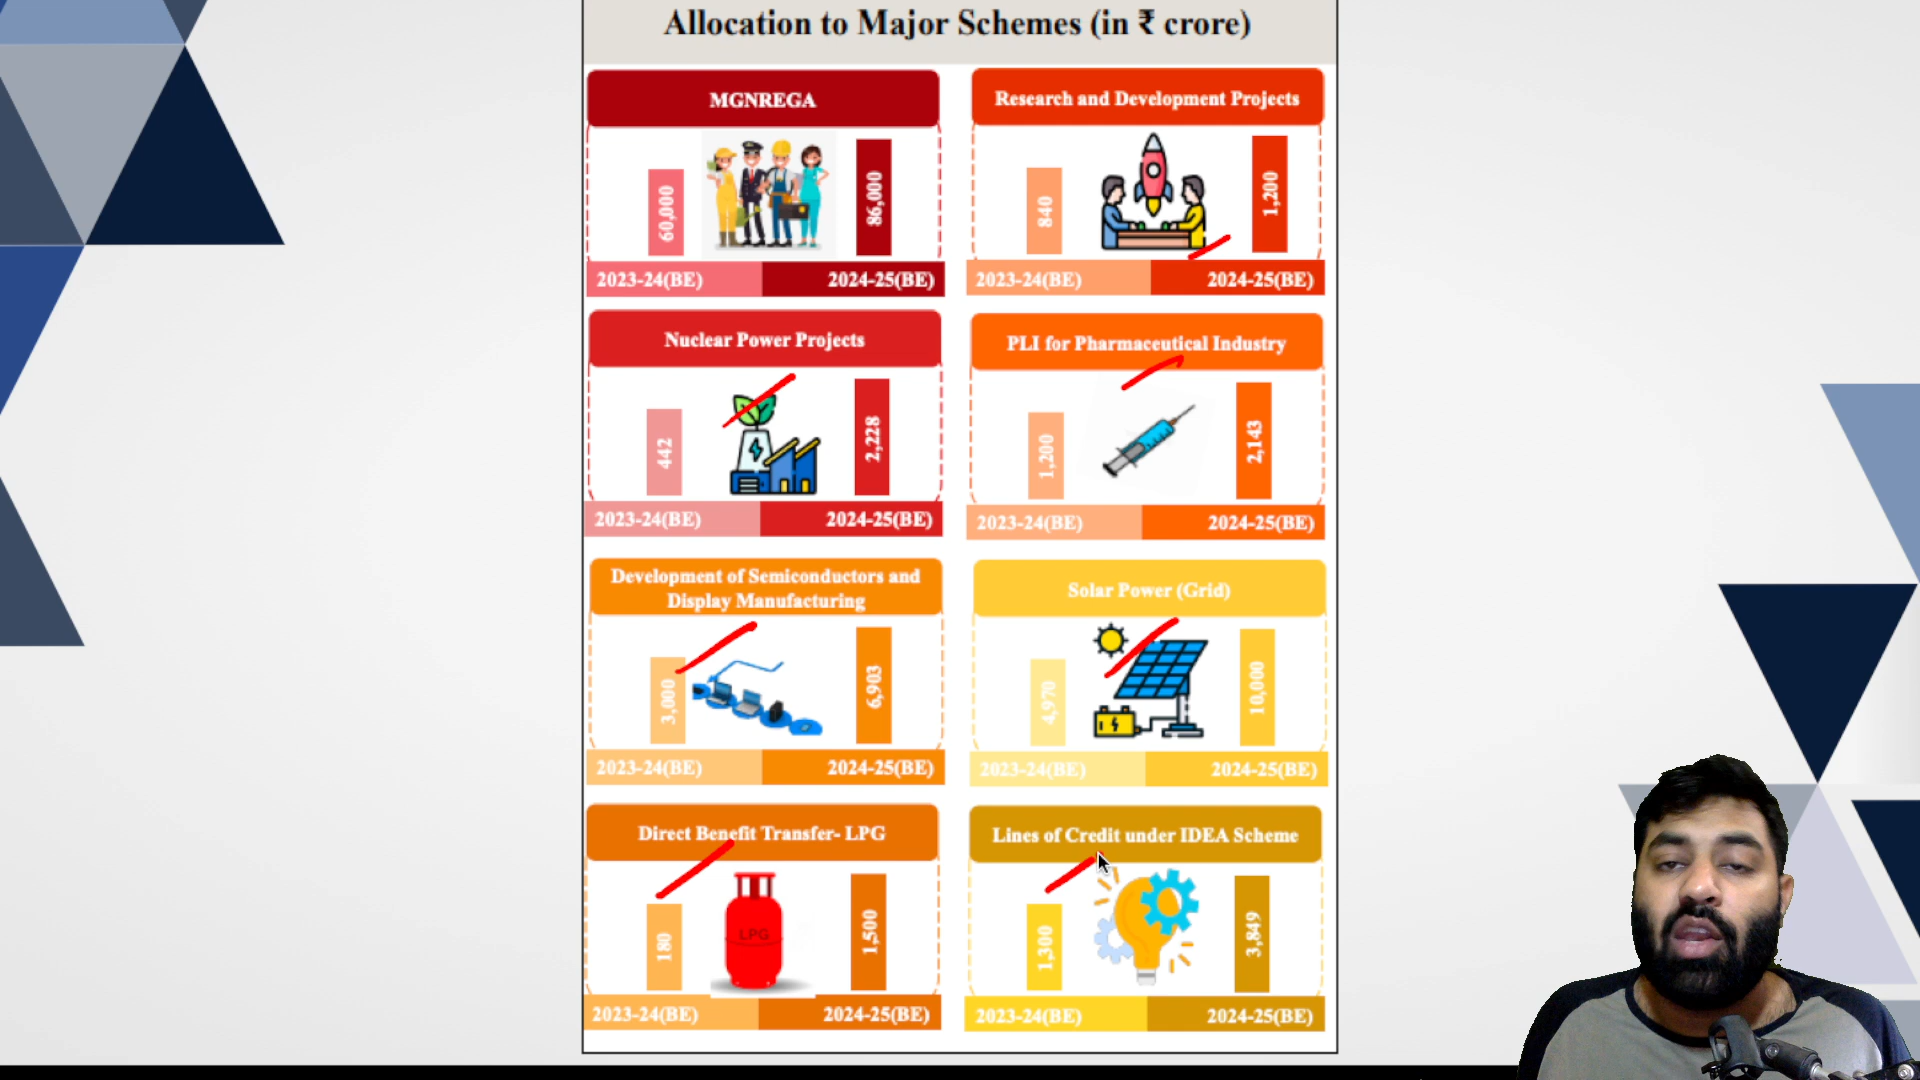 Allocation to Major Schemes (in ₹ crore)
MGNREGA
60,000
86,000
2023-24(BE)
2024-25(BE)
Research and Development Projects
840
1,200
2023-24(BE)
2024-25(BE)
Nuclear Power Projects
442
2,228
2023-24(BE)
2024-25(BE)
PLI for Pharmaceutical Industry
1,200
2,143
2023-24(BE)
2024-25(BE)
Development of Semiconductors and
Display Manufacturing
3,000
6,903
2023-24(BE)
2024-25(BE)
Solar Power (Grid)
4,970
10,000
2023-24(BE)
2024-25(BE)
Direct Benefit Transfer- LPG
180
LPG
1,500
2023-24(BE)
2024-25(BE)
Lines of Credit under IDEA Scheme
1,300
3,849
2023-24(BE)
2024-25(BE)